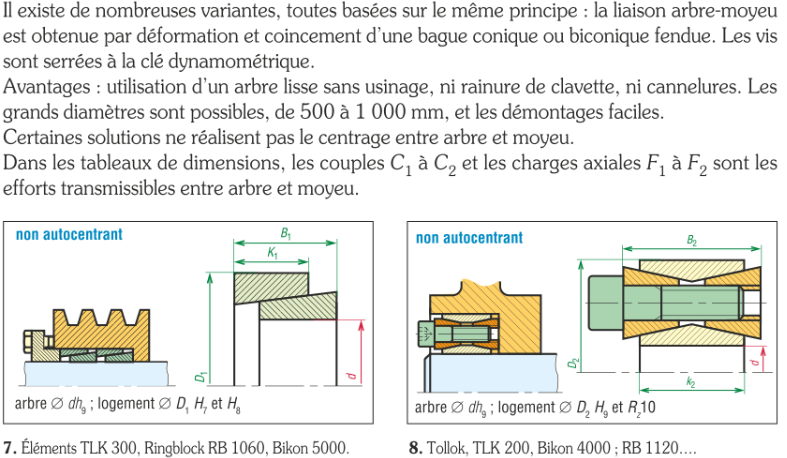 Il existe de nombreuses variantes, toutes basées sur le même principe : la liaison arbre-moyeu
est obtenue par déformation et coincement d'une bague conique ou biconique fendue. Les vis
sont serrées à la clé dynamométrique.
Avantages : utilisation d'un arbre lisse sans usinage, ni rainure de clavette, ni cannelures. Les
grands diamètres sont possibles, de 500 à 1 000 mm, et les démontages faciles.
Certaines solutions ne réalisent pas le centrage entre arbre et moyeu.
Dans les tableaux de dimensions, les couples C₁ à C₂ et les charges axiales F₁ à F₂ sont les
efforts transmissibles entre arbre et moyeu.
non autocentrant
B₁
K₁
D₁
d
arbre ∅ dh₉ ; logement ∅ D₁ H₇ et H₈
7. Éléments TLK 300, Ringblock RB 1060, Bikon 5000.
non autocentrant
B₂
D₂
d
k₂
arbre ∅ dh₉ ; logement ∅ D₂ H₉ et R₂10
8. Tollok, TLK 200, Bikon 4000 ; RB 1120....